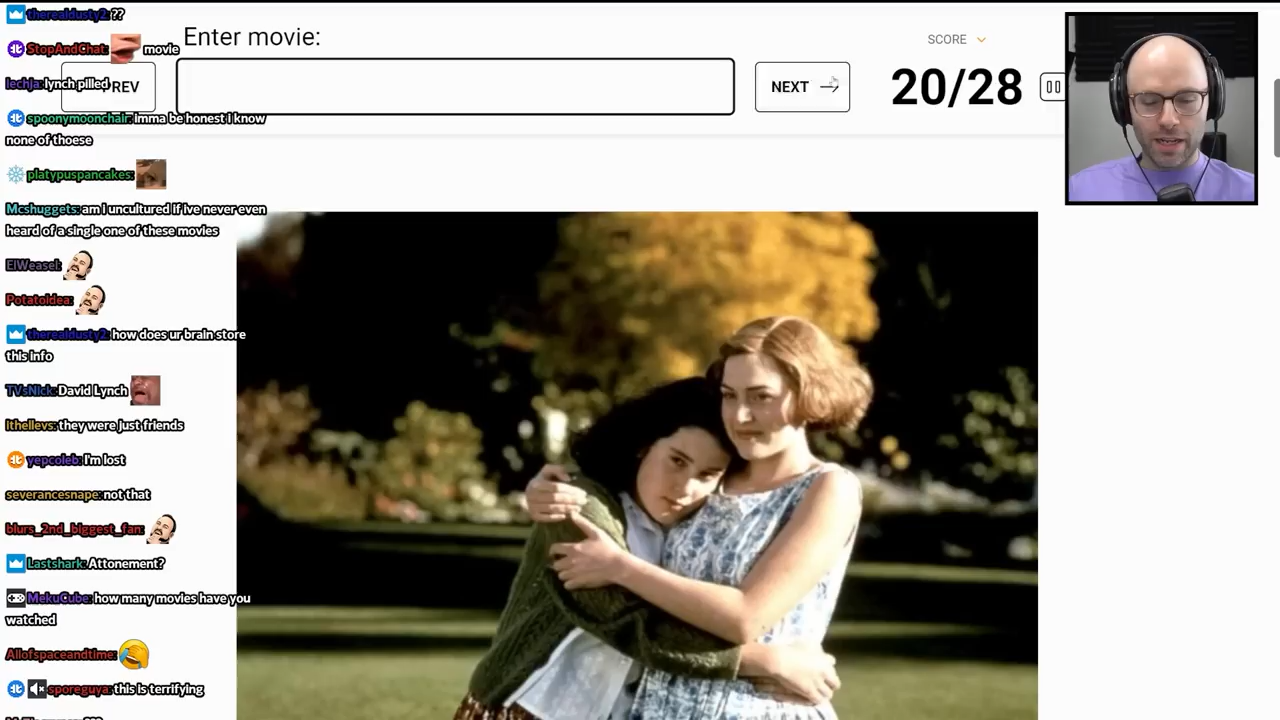 therealdusty2: ??
StopAndChat: movie
lechja: lynch pilled
spoonymoonchair: imma be honest i know
none of thoese
platypuspancakes:
Mcshuggets: am I uncultured if ive never even
heard of a single one of these movies
ElWeasel:
Potatoidea:
therealdusty2: how does ur brain store
this info
TVsNick: David Lynch
ithellevs: they were just friends
yepcoleb: I'm lost
severancesnape: not that
blurs_2nd_biggest_fan:
Lastshark: Attonement?
MekuCube: how many movies have you
watched
Allofspaceandtime:
sporeguya: this is terrifying
Enter movie:
PREV
NEXT
SCORE
20/28